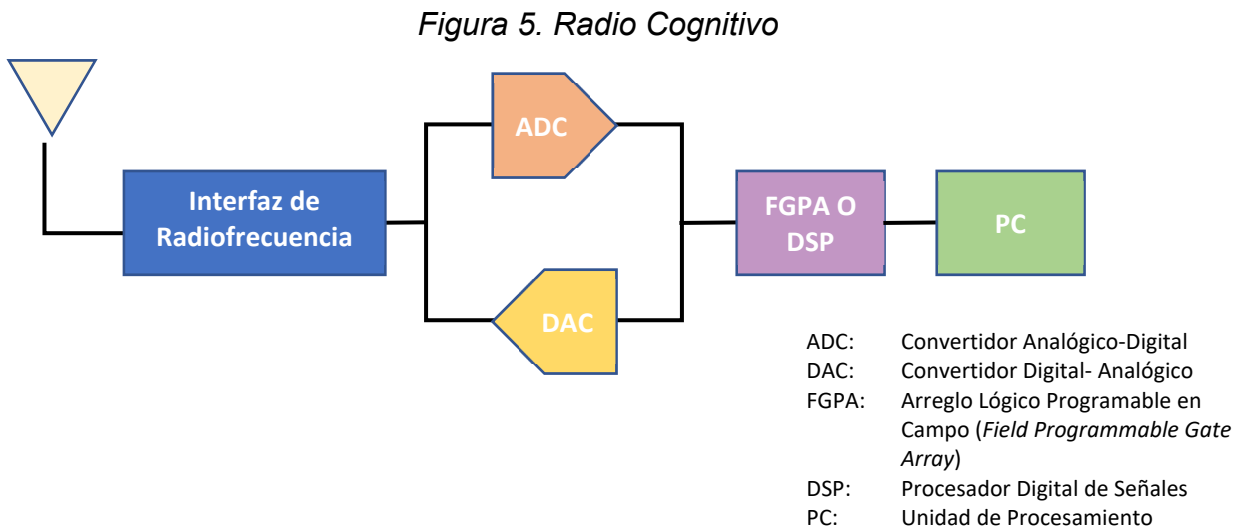 Figura 5. Radio Cognitivo
ADC
Interfaz de
Radiofrecuencia
FGPA O
DSP
PC
DAC
ADC: Convertidor Analógico-Digital
DAC: Convertidor Digital- Analógico
FGPA: Arreglo Lógico Programable en
Campo (Field Programmable Gate
Array)
DSP: Procesador Digital de Señales
PC: Unidad de Procesamiento